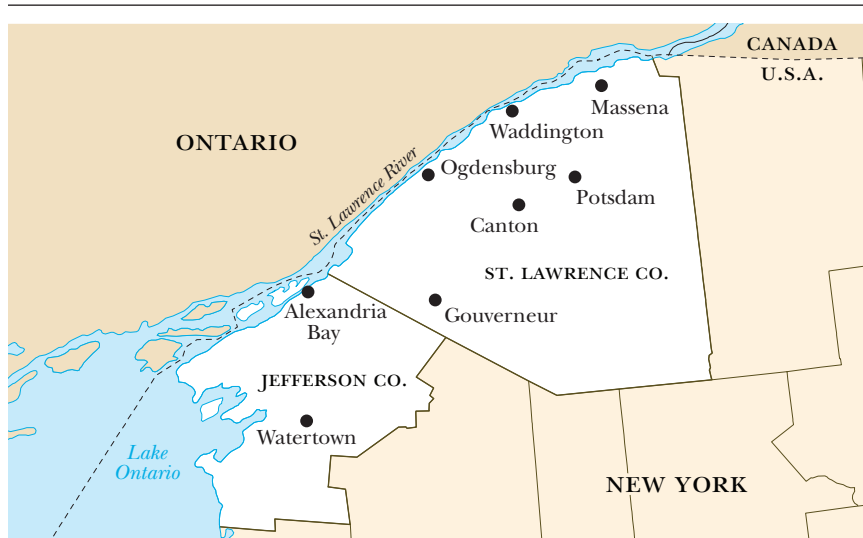 CANADA
U.S.A.
Massena
Waddington
ONTARIO
St. Lawrence River
Ogdensburg
Potsdam
Canton
ST. LAWRENCE CO.
Alexandria
Bay
Gouverneur
JEFFERSON CO.
Watertown
Lake
Ontario
NEW YORK